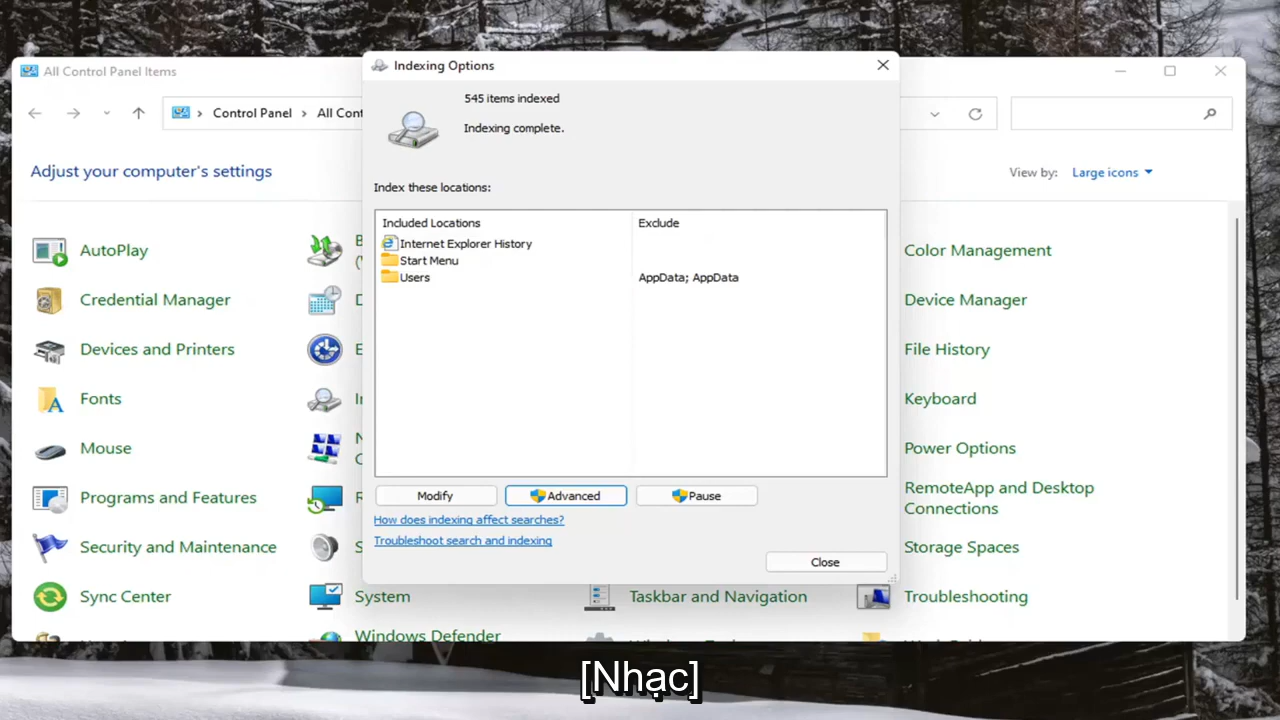 All Control Panel Items
Indexing Options
Control Panel
All Cont
545 items indexed
Indexing complete.
Adjust your computer's settings
View by:
Large icons
Index these locations:
Included Locations
Exclude
Internet Explorer History
Start Menu
Users
AppData; AppData
Modify
Advanced
Pause
How does indexing affect searches?
Troubleshoot search and indexing
Close
AutoPlay
Color Management
Credential Manager
Device Manager
Devices and Printers
File History
Fonts
Keyboard
Mouse
Power Options
Programs and Features
RemoteApp and Desktop
Connections
Security and Maintenance
Storage Spaces
Sync Center
System
Taskbar and Navigation
Troubleshooting
Windows Defender
[Nhạc]